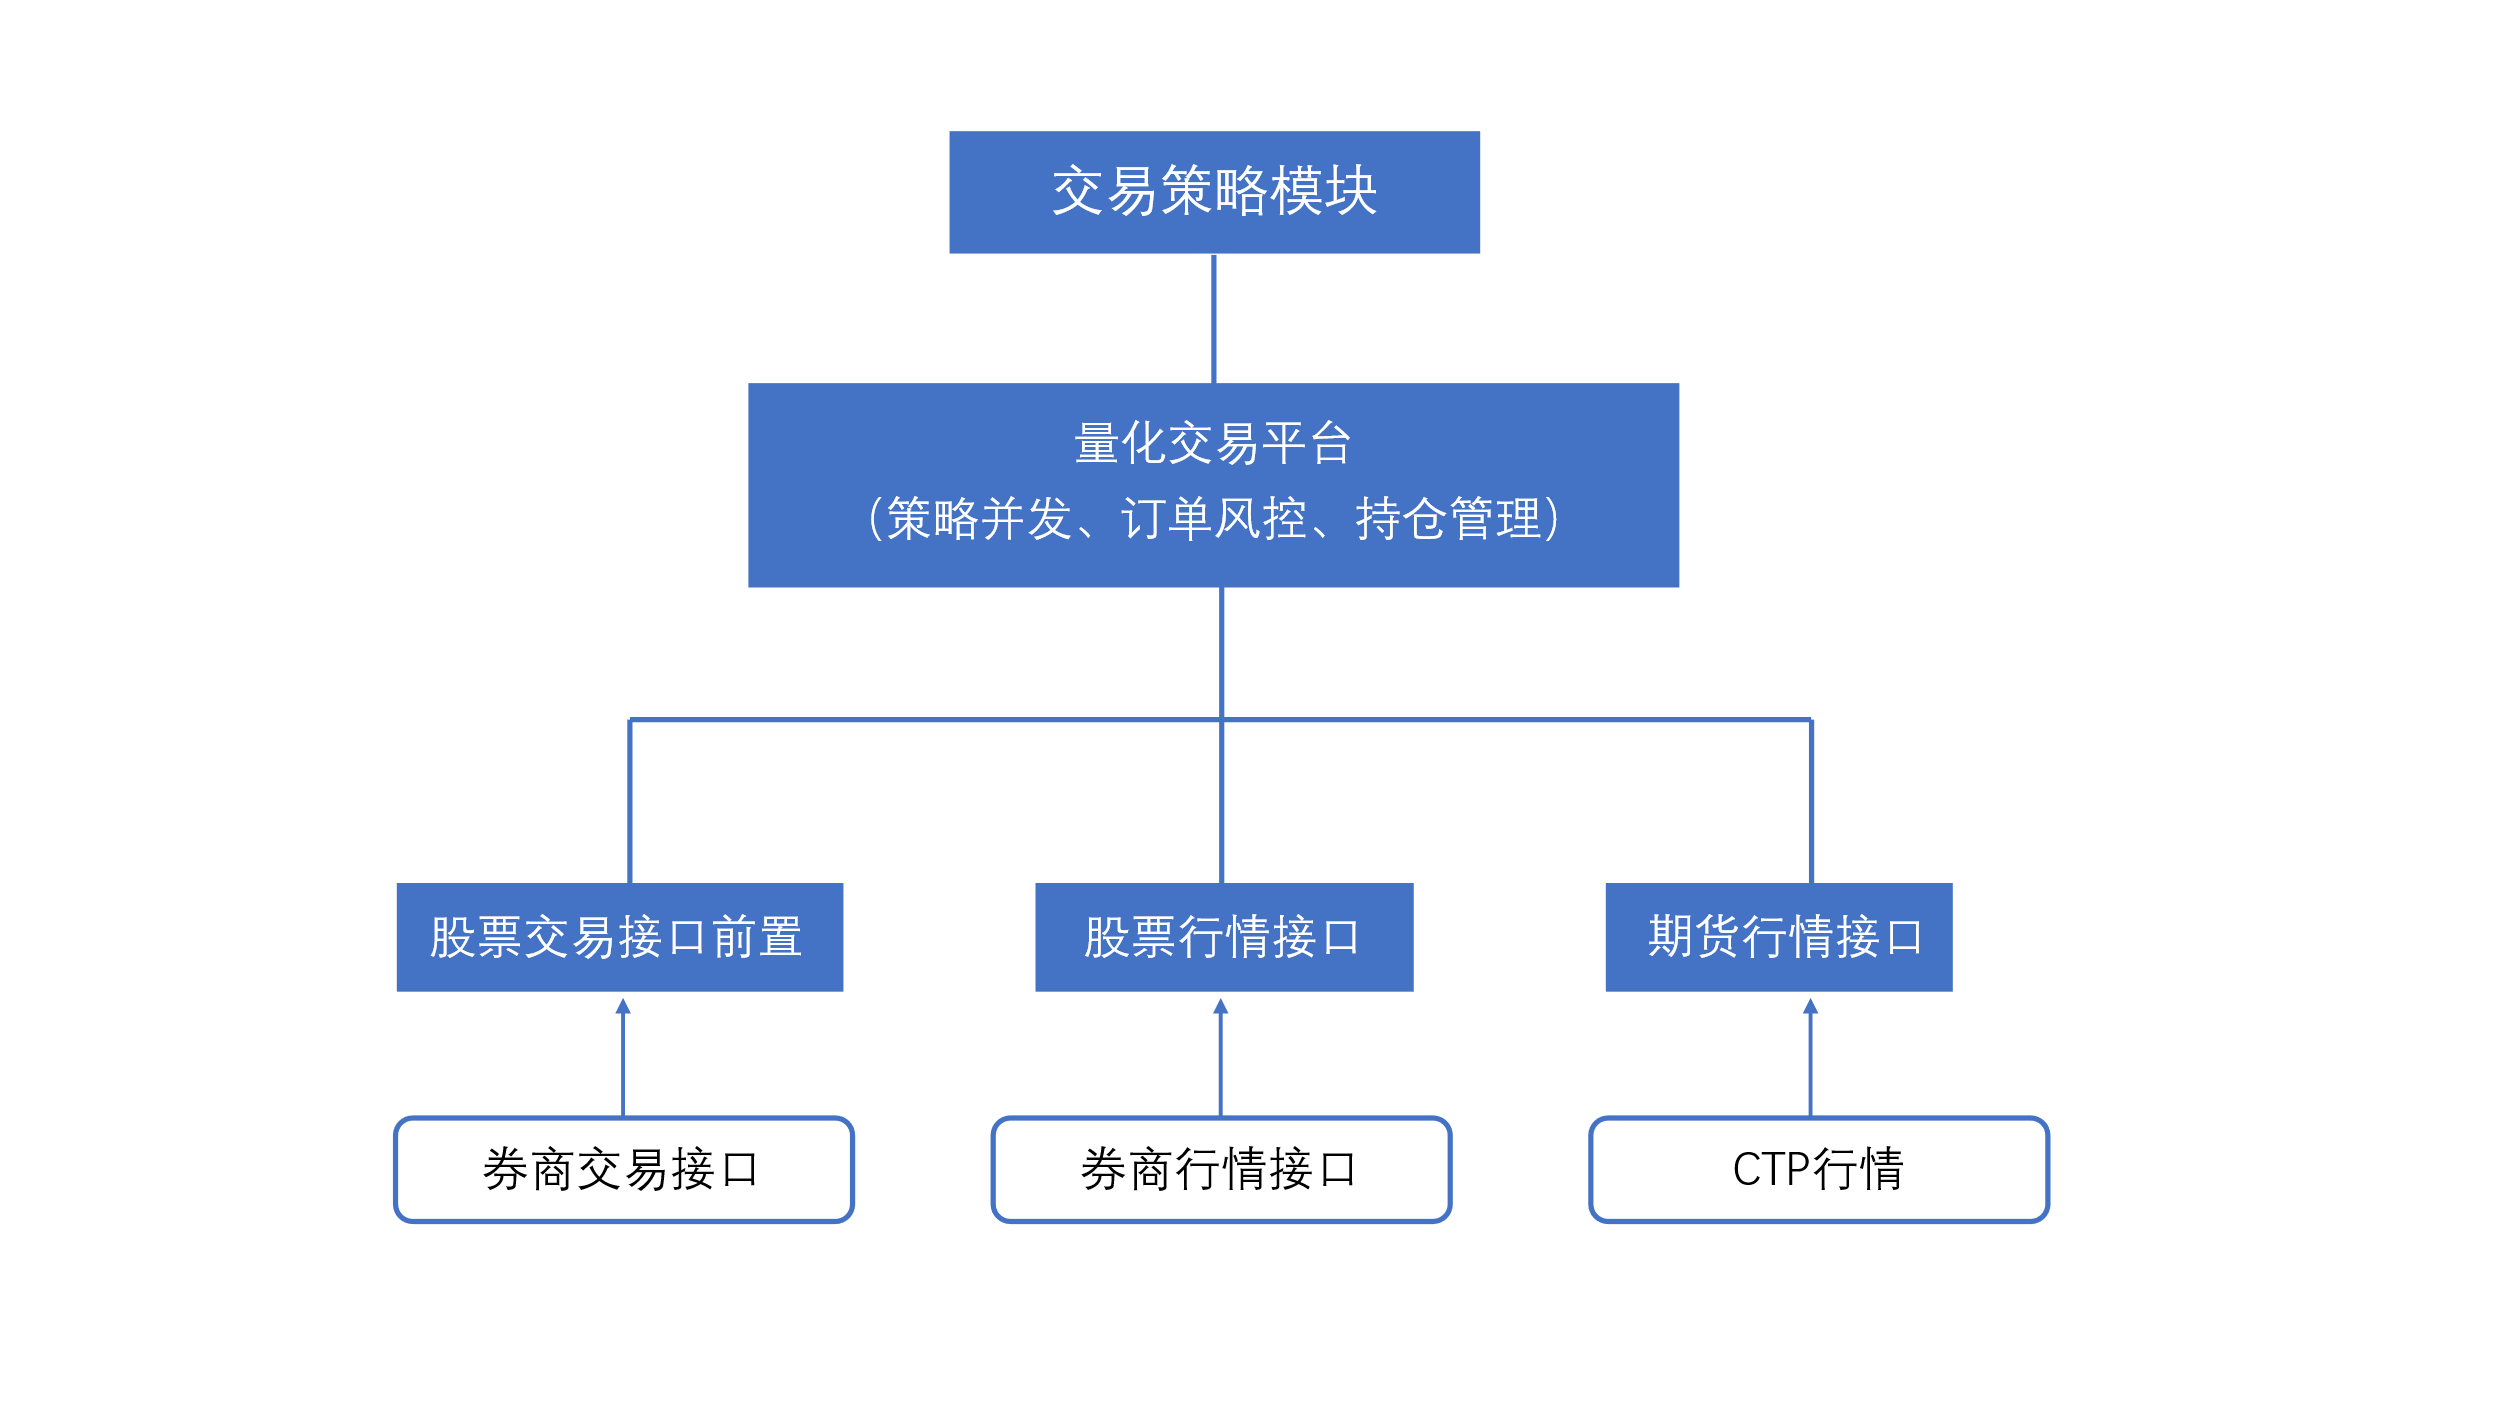 交易策略模块
量化交易平台
（策略并发、订单风控、持仓管理）
股票交易接口前置
股票行情接口
期货行情接口
券商交易接口
券商行情接口
CTP行情